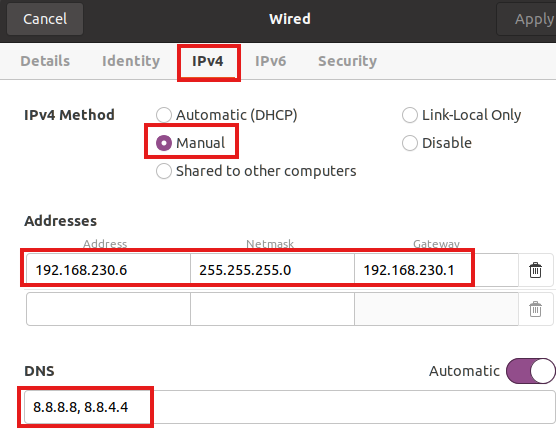 Cancel Wired Apply
Details Identity IPv4 IPv6 Security
IPv4 Method Automatic (DHCP) Link-Local Only
Manual Disable
Shared to other computers
Addresses
Address Netmask Gateway
192.168.230.6 255.255.255.0 192.168.230.1
DNS Automatic
8.8.8.8, 8.8.4.4